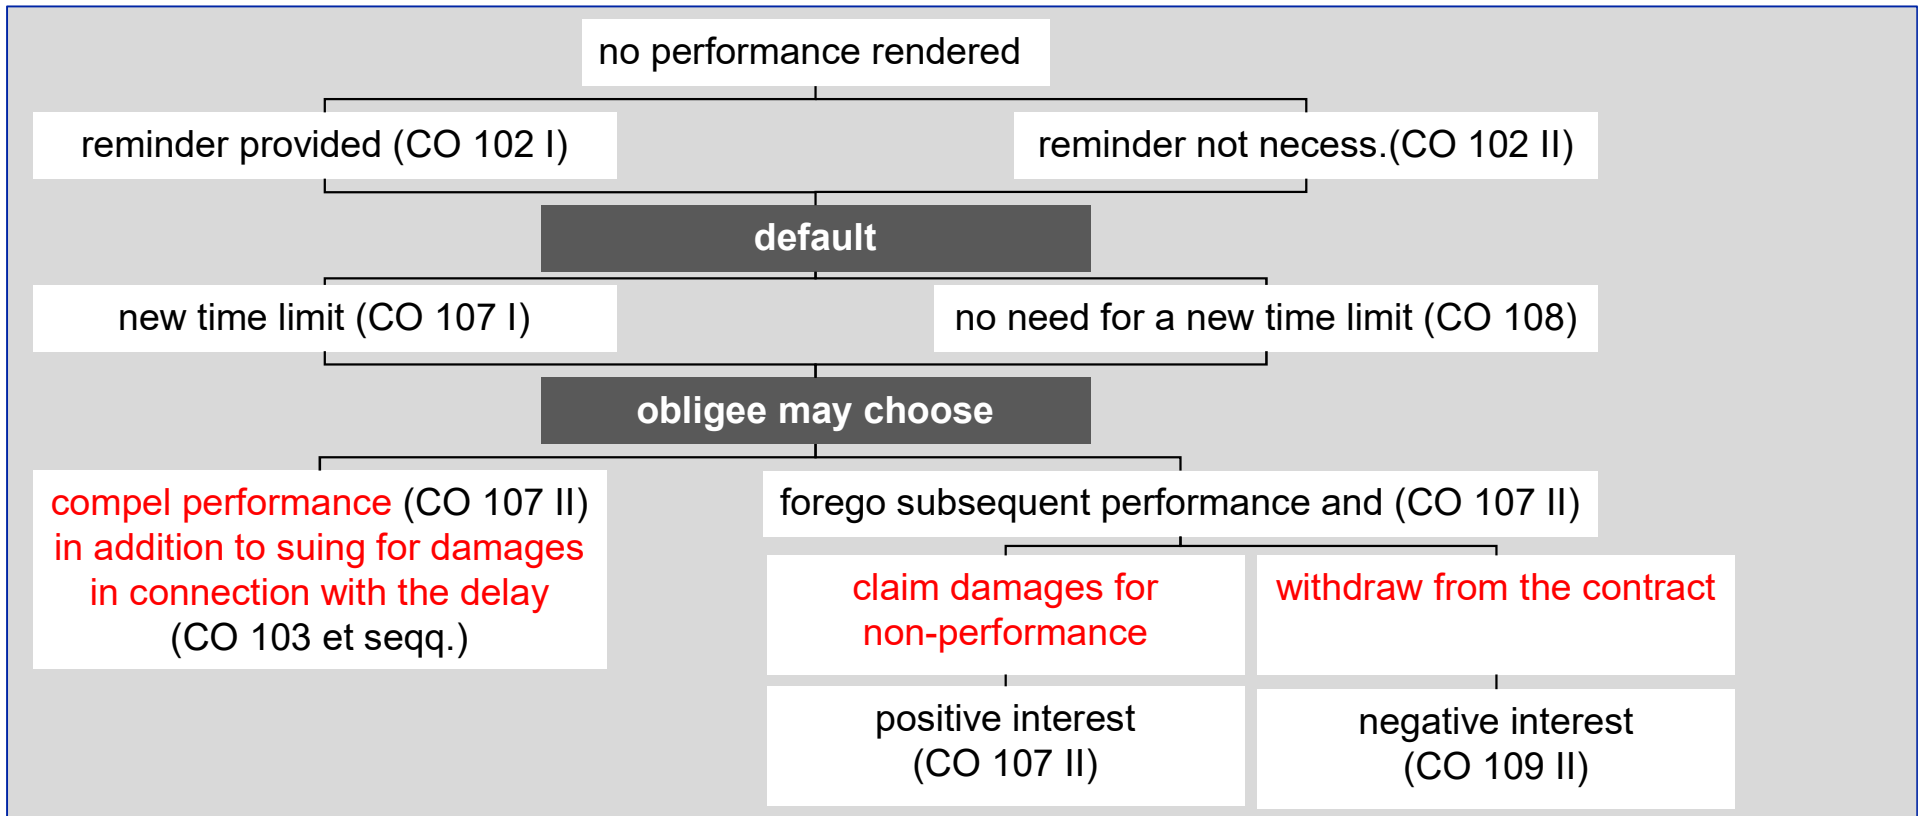 no performance rendered
reminder provided (CO 102 I)
reminder not necess.(CO 102 II)
default
new time limit (CO 107 I)
no need for a new time limit (CO 108)
obligee may choose
compel performance (CO 107 II)
in addition to suing for damages
in connection with the delay
(CO 103 et seqq.)
forego subsequent performance and (CO 107 II)
claim damages for
non-performance
withdraw from the contract
positive interest
(CO 107 II)
negative interest
(CO 109 II)